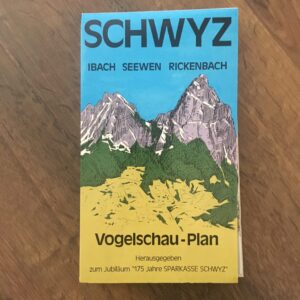 SCHWYZ
IBACH SEEWEN RICKENBACH
Vogelschau-Plan
Herausgegeben
zum Jubiläum "175 Jahre SPARKASSE SCHWYZ"